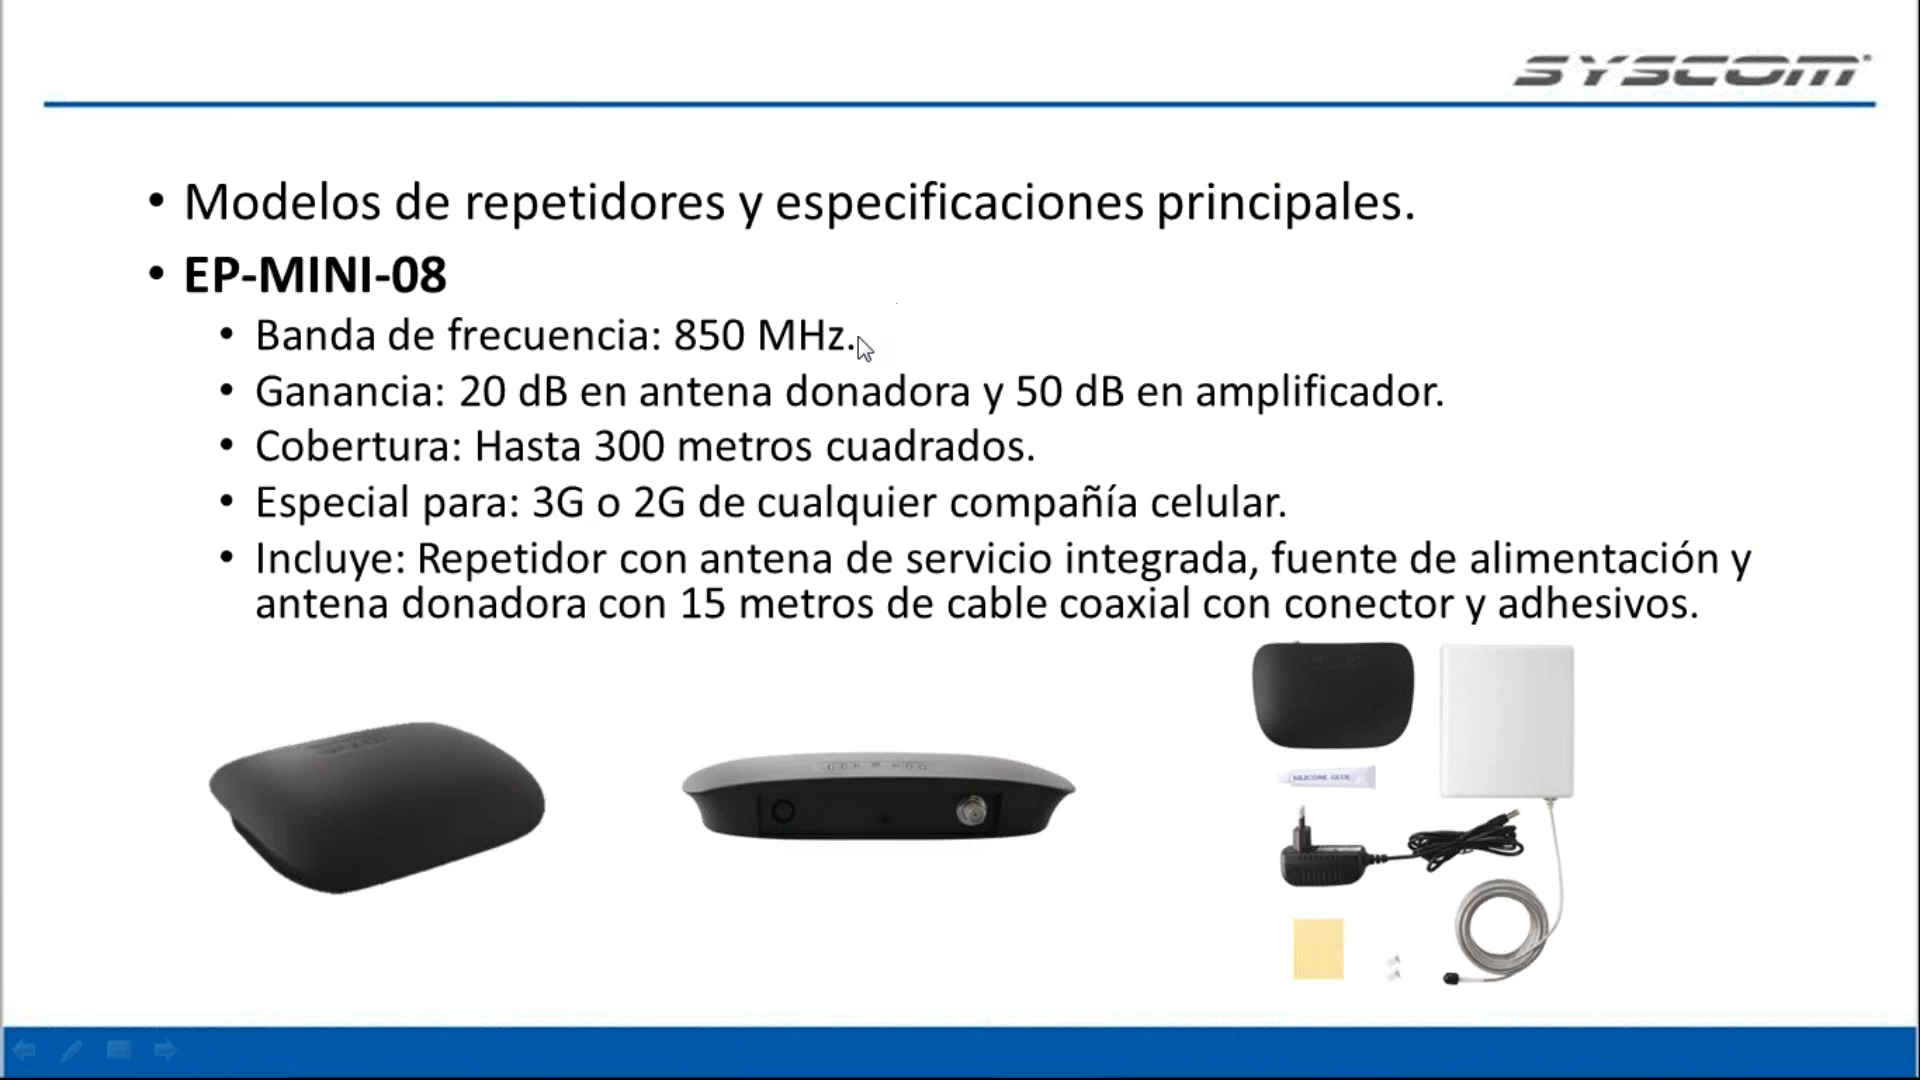 SYSCOM
• Modelos de repetidores y especificaciones principales.
• EP-MINI-08
• Banda de frecuencia: 850 MHz.
• Ganancia: 20 dB en antena donadora y 50 dB en amplificador.
• Cobertura: Hasta 300 metros cuadrados.
• Especial para: 3G o 2G de cualquier compañía celular.
• Incluye: Repetidor con antena de servicio integrada, fuente de alimentación y
antena donadora con 15 metros de cable coaxial con conector y adhesivos.
SILICONE GLUE